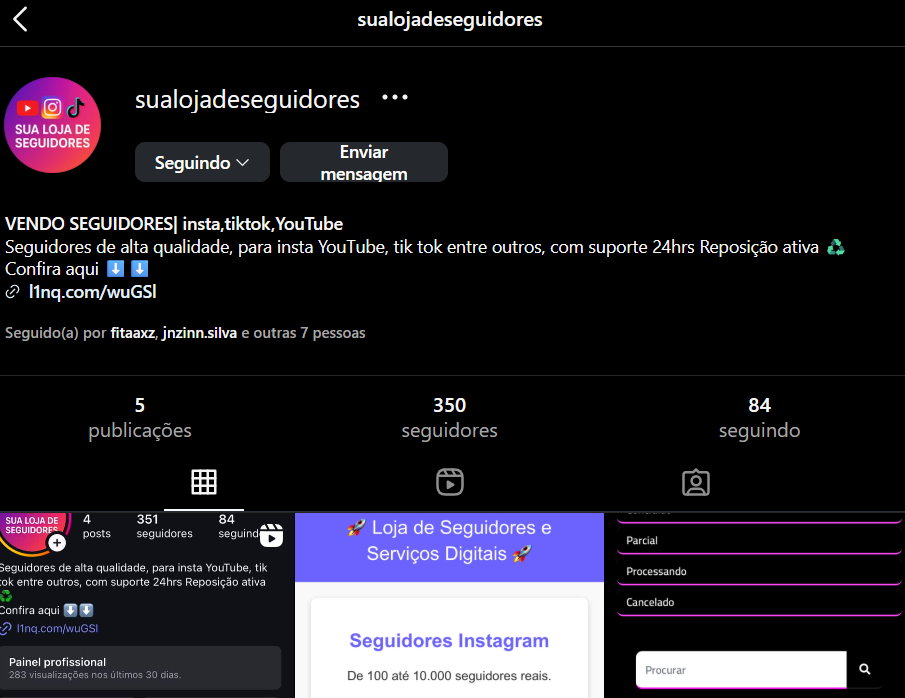 sualojadeseguidores
SUA LOJA DE
SEGUIDORES
sualojadeseguidores
Seguindo
Enviar
mensagem
VENDO SEGUIDORES| insta,tiktok,YouTube
Seguidores de alta qualidade, para insta YouTube, tik tok entre outros, com suporte 24hrs Reposição ativa ♻️
Confira aqui ⬇️ ⬇️
l1nq.com/wuGSl
Seguido(a) por fitaaxz, jnzinn.silva e outras 7 pessoas
5
publicações
350
seguidores
84
seguindo
SUA LOJA DE
SEGUIDORES
4
posts
351
seguidores
84
seguind
Seguidores de alta qualidade, para insta YouTube, tik
tok entre outros, com suporte 24hrs Reposição ativa
♻️
Confira aqui ⬇️⬇️
l1nq.com/wuGSl
Painel profissional
283 visualizações nos últimos 30 dias.
🚀 Loja de Seguidores e
Serviços Digitais 🚀
Seguidores Instagram
De 100 até 10.000 seguidores reais.
Parcial
Processando
Cancelado
Procurar